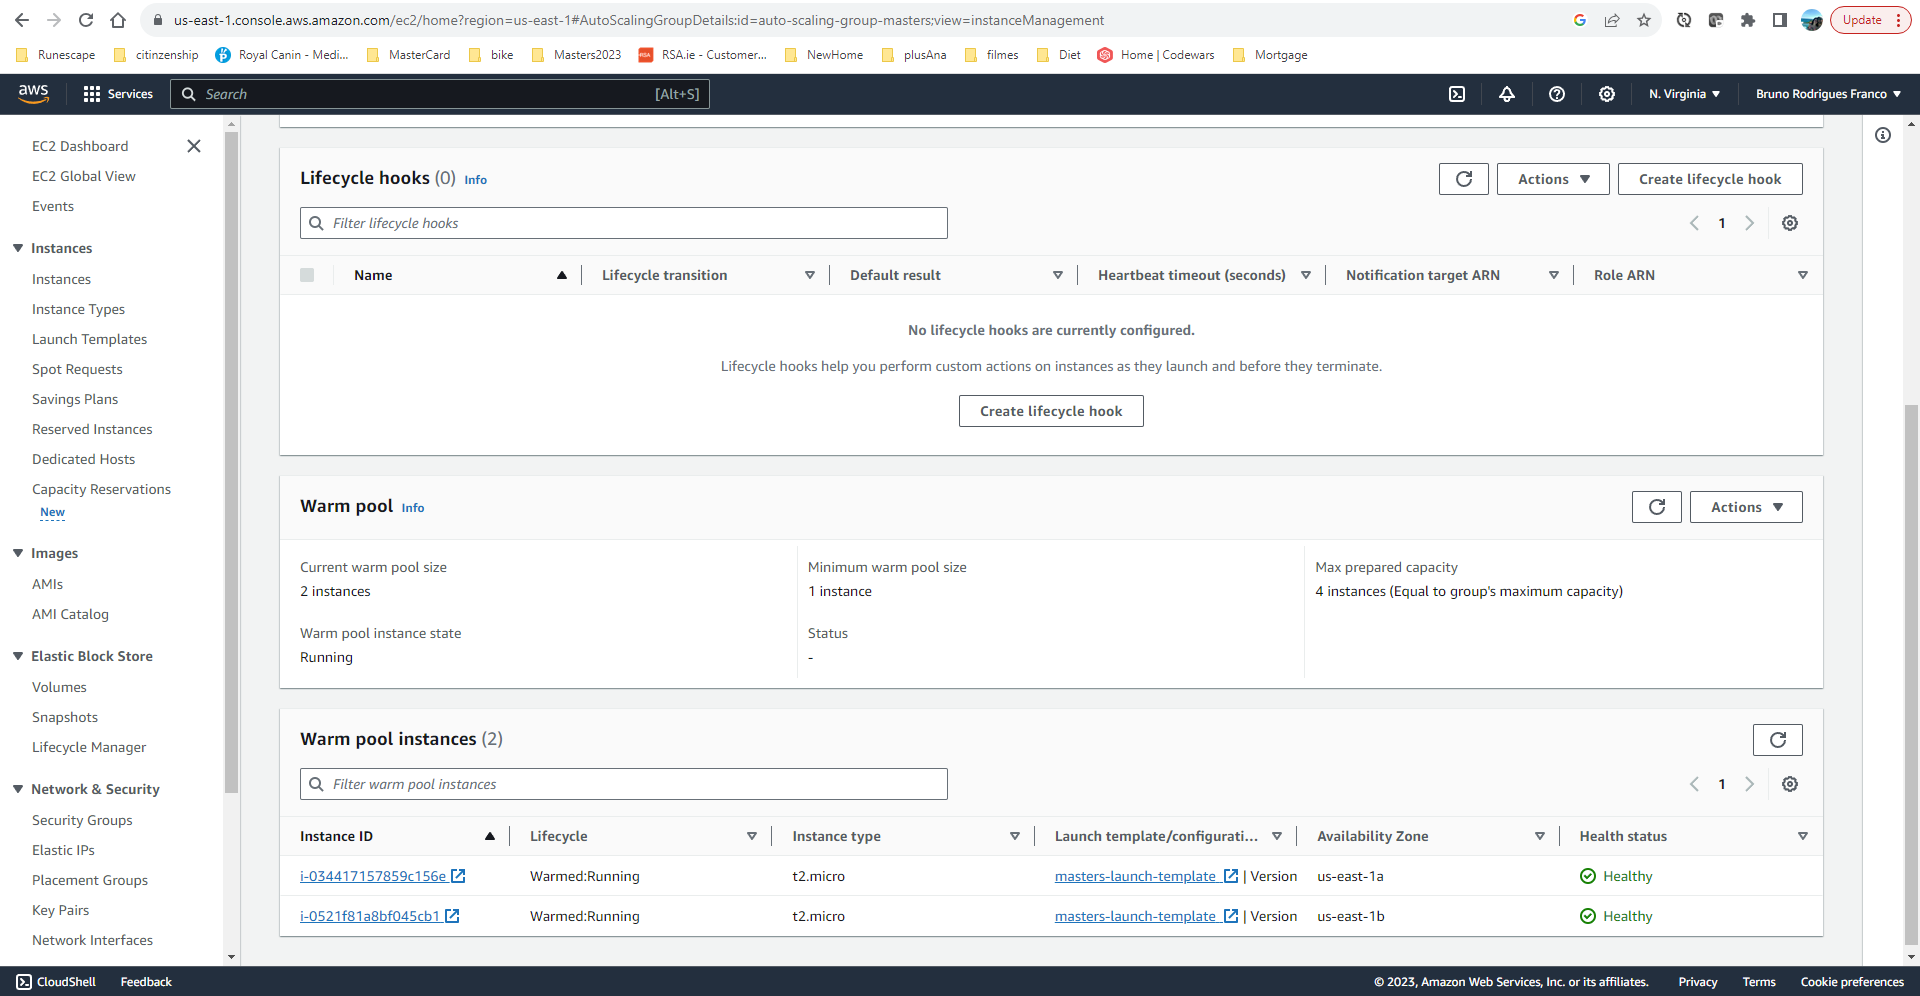 us-east-1.console.aws.amazon.com/ec2/home?region=us-east-1#AutoScalingGroupDetails:id=auto-scaling-group-masters;view=instanceManagement
Update
Runescape citinzenship Royal Canin - Medi... MasterCard bike Masters2023 RSA.ie - Customer... NewHome plusAna filmes Diet Home | Codewars Mortgage
aws Services Search [Alt+S] N. Virginia Bruno Rodrigues Franco
EC2 Dashboard
EC2 Global View
Events
Instances
Instances
Instance Types
Launch Templates
Spot Requests
Savings Plans
Reserved Instances
Dedicated Hosts
Capacity Reservations
New
Images
AMIs
AMI Catalog
Elastic Block Store
Volumes
Snapshots
Lifecycle Manager
Network & Security
Security Groups
Elastic IPs
Placement Groups
Key Pairs
Network Interfaces
Lifecycle hooks (0) Info Actions Create lifecycle hook
Filter lifecycle hooks 1
Name Lifecycle transition Default result Heartbeat timeout (seconds) Notification target ARN Role ARN
No lifecycle hooks are currently configured.
Lifecycle hooks help you perform custom actions on instances as they launch and before they terminate.
Create lifecycle hook
Warm pool Info Actions
Current warm pool size Minimum warm pool size Max prepared capacity
2 instances 1 instance 4 instances (Equal to group's maximum capacity)
Warm pool instance state Status
Running -
Warm pool instances (2)
Filter warm pool instances 1
Instance ID Lifecycle Instance type Launch template/configurati... Availability Zone Health status
i-034417157859c156e Warmed:Running t2.micro masters-launch-template | Version us-east-1a Healthy
i-0521f81a8bf045cb1 Warmed:Running t2.micro masters-launch-template | Version us-east-1b Healthy
CloudShell Feedback © 2023, Amazon Web Services, Inc. or its affiliates. Privacy Terms Cookie preferences